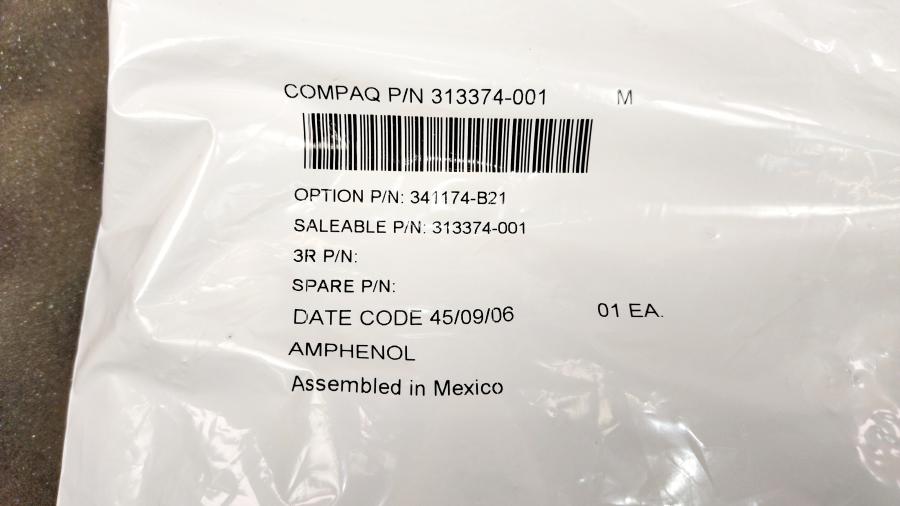 COMPAQ P/N 313374-001 M
OPTION P/N: 341174-B21
SALEABLE P/N: 313374-001
3R P/N:
SPARE P/N:
DATE CODE 45/09/06 01 EA.
AMPHENOL
Assembled in Mexico